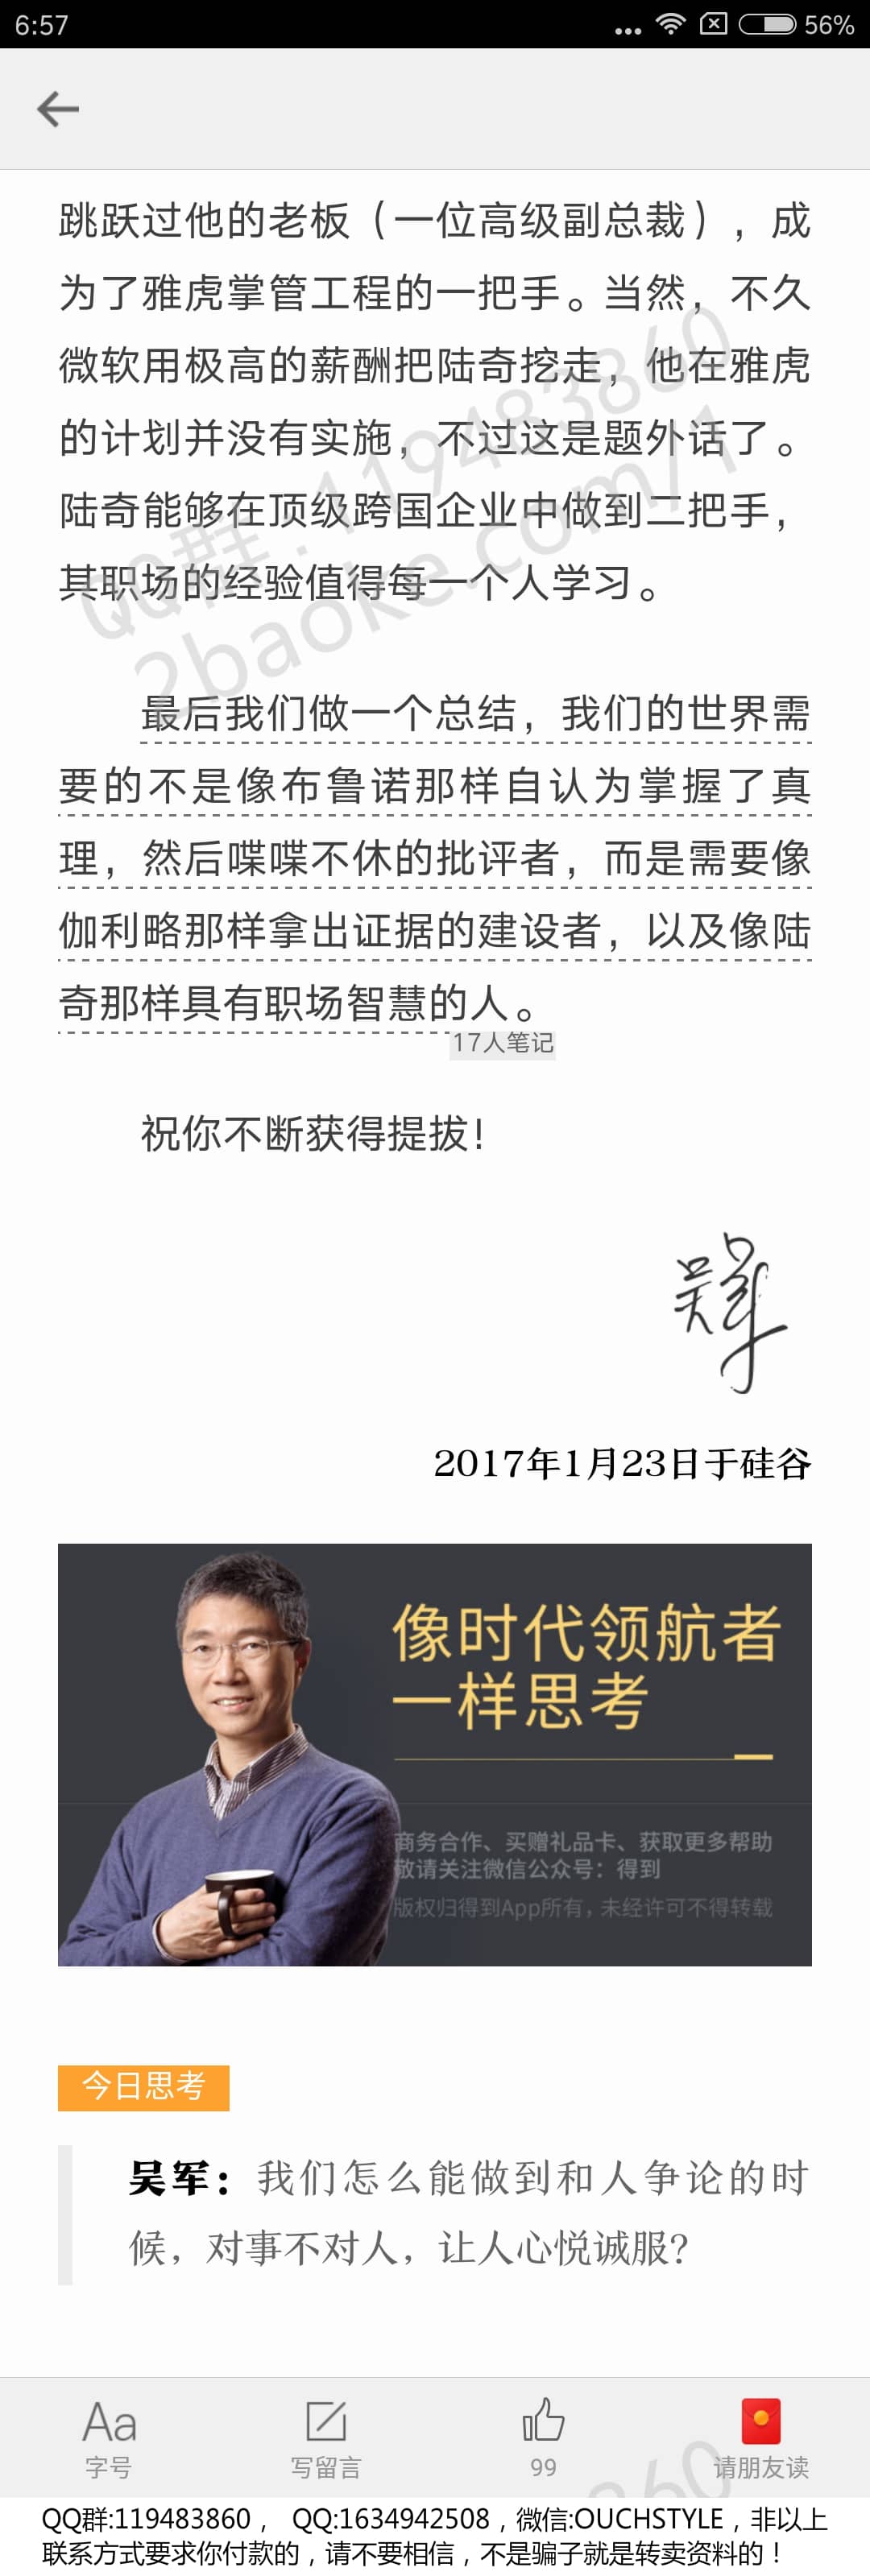 6:57
56%
跳跃过他的老板（一位高级副总裁），成
为了雅虎掌管工程的一把手。当然，不久
微软用极高的薪酬把陆奇挖走，他在雅虎
的计划并没有实施，不过这是题外话了。
陆奇能够在顶级跨国企业中做到二把手，
其职场的经验值得每一个人学习。
QQ群:119483860
2baoke.com/1
最后我们做一个总结，我们的世界需
要的不是像布鲁诺那样自认为掌握了真
理，然后喋喋不休的批评者，而是需要像
伽利略那样拿出证据的建设者，以及像陆
奇那样具有职场智慧的人。
17人笔记
祝你不断获得提拔！
吴军
2017年1月23日于硅谷
像时代领航者
一样思考
商务合作、买赠礼品卡、获取更多帮助
敬请关注微信公众号：得到
版权归得到App所有，未经许可不得转载
今日思考
吴军：我们怎么能做到和人争论的时
候，对事不对人，让人心悦诚服？
Aa
字号
写留言
99
请朋友读
860
QQ群:119483860， QQ:1634942508，微信:OUCHSTYLE，非以上
联系方式要求你付款的，请不要相信，不是骗子就是转卖资料的！